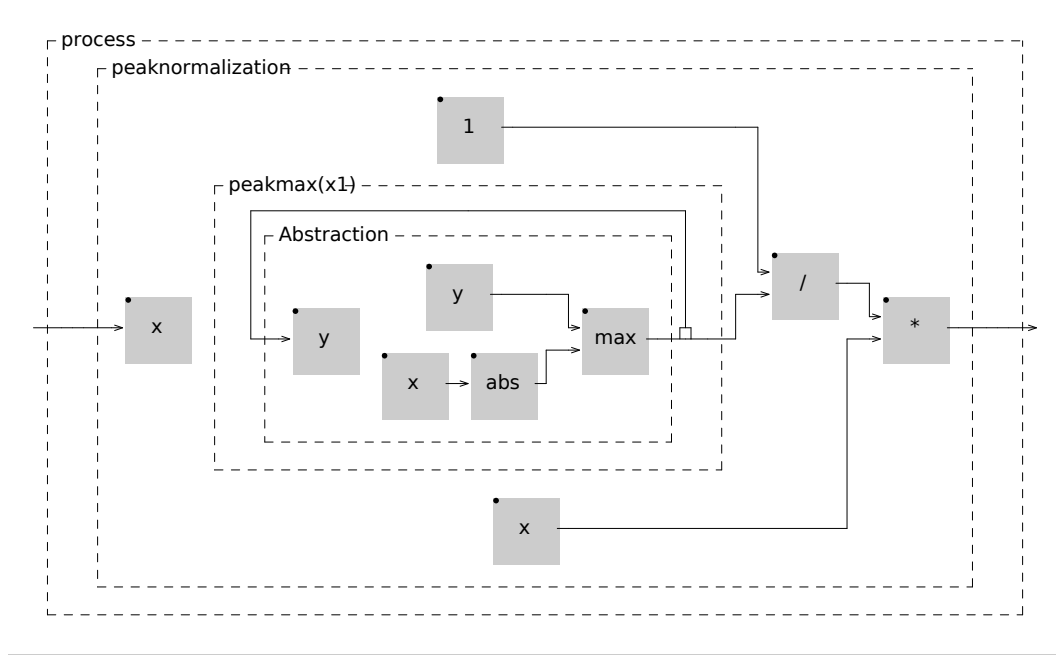 process
peaknormalization
1
peakmax(x1)
Abstraction
y
/
x
y
max
*
x
abs
x